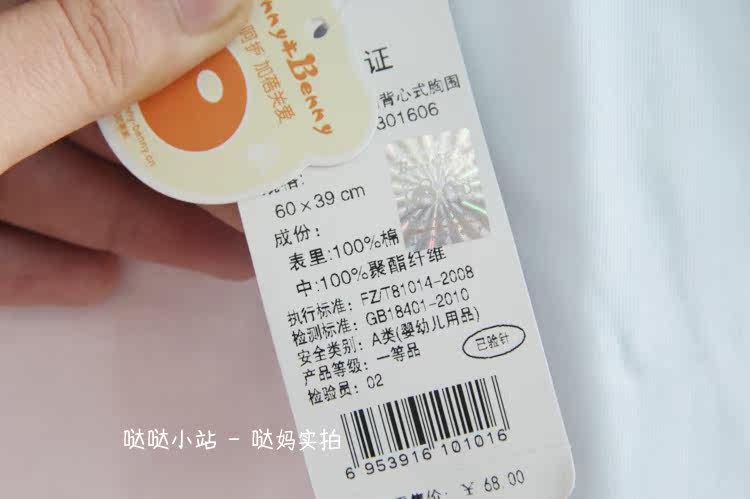 呵护 加蓓关爱
Benny
证
背心式胸围
301606
60×39 cm
成份:
表里:100%棉
中:100%聚酯纤维
执行标准: FZ/T81014-2008
检测标准: GB18401-2010
安全类别: A类(婴幼儿用品)
产品等级: 一等品
检验员: 02
已验针
6 953916 101016
售价: ¥ 68.00
哒哒小站 - 哒妈实拍